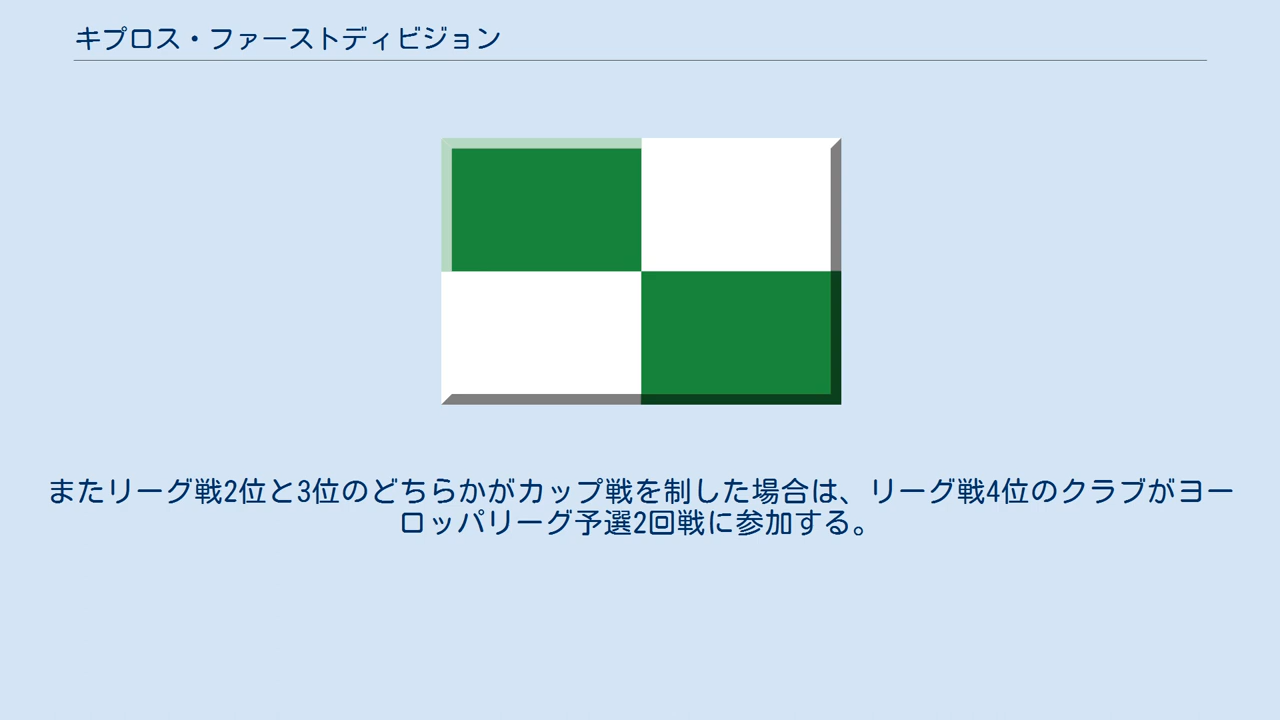 キプロス・ファーストディビジョン
またリーグ戦2位と3位のどちらかがカップ戦を制した場合は、リーグ戦4位のクラブがヨー
ロッパリーグ予選2回戦に参加する。